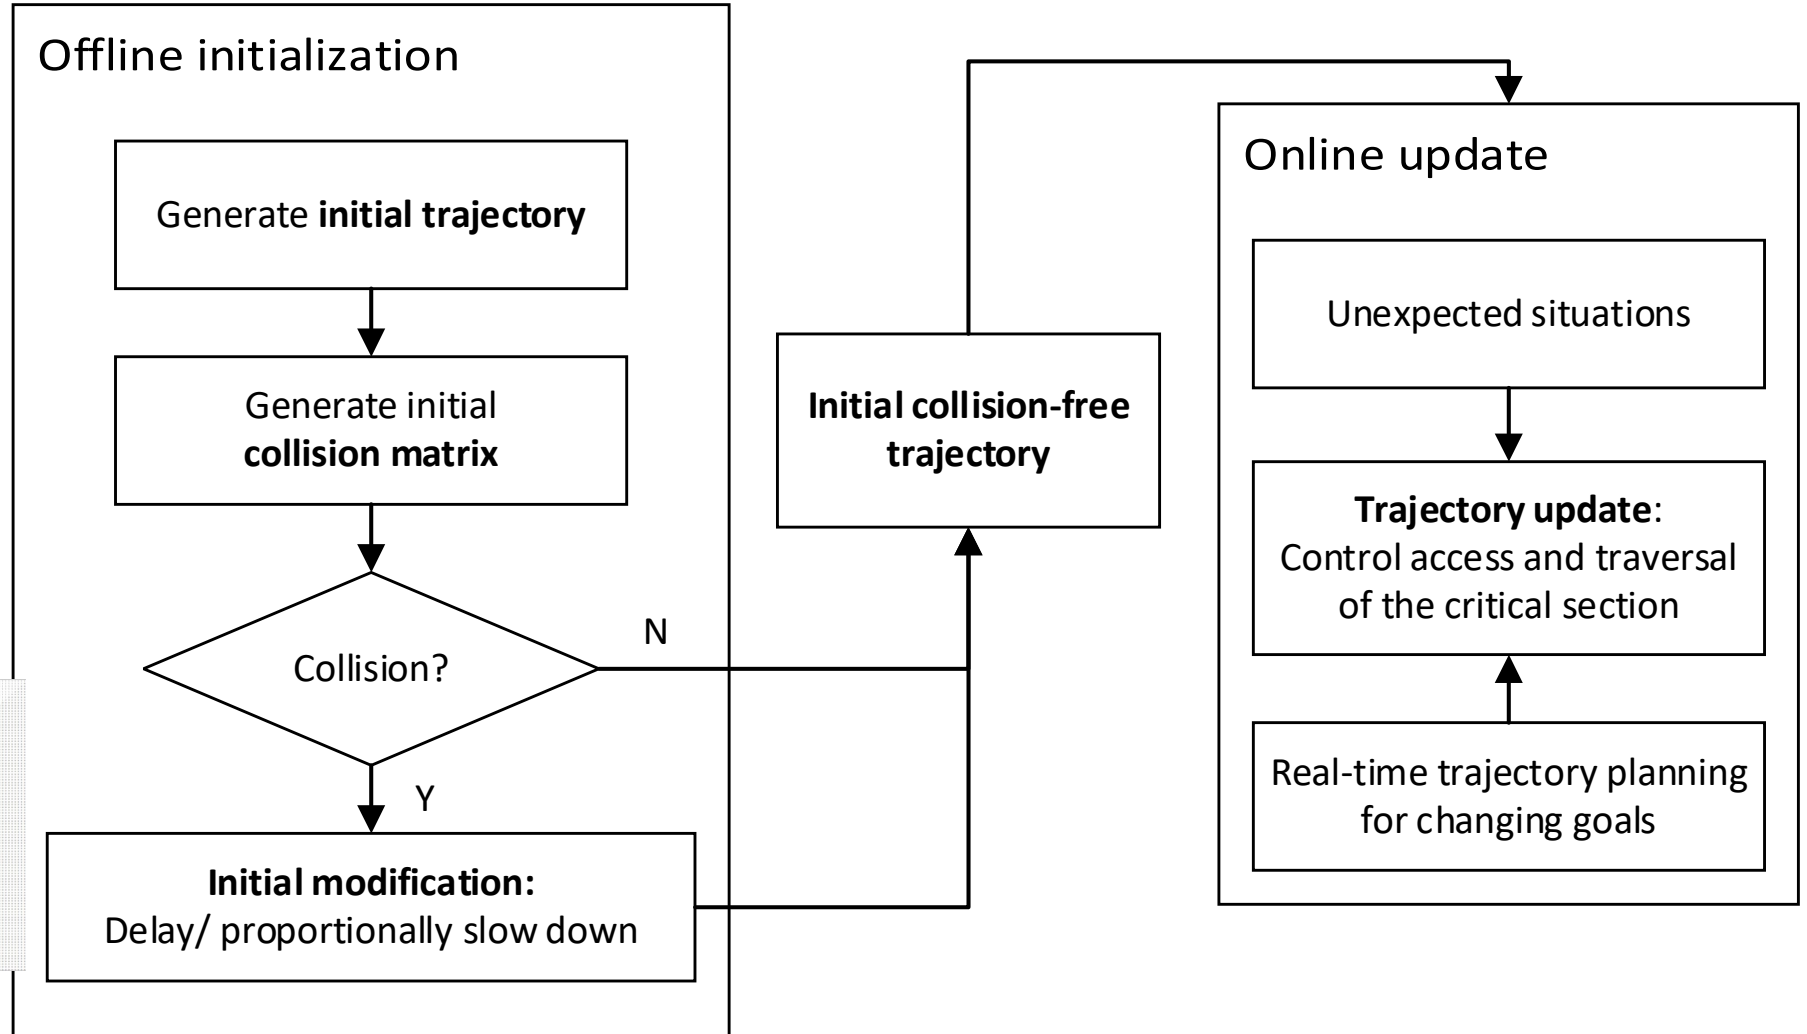 Offline initialization
Generate initial trajectory
Generate initial
collision matrix
Collision?
N
Y
Initial modification:
Delay/ proportionally slow down
Initial collision-free
trajectory
Online update
Unexpected situations
Trajectory update:
Control access and traversal
of the critical section
Real-time trajectory planning
for changing goals